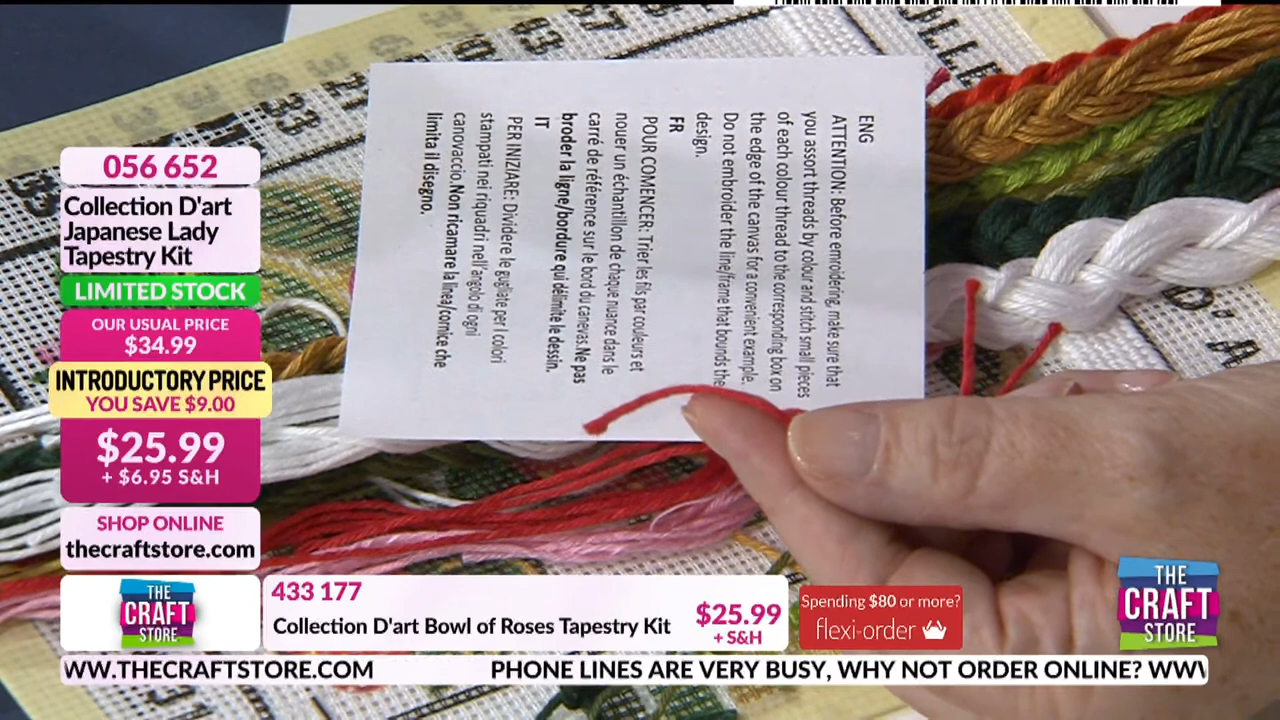 056 652
Collection D'art
Japanese Lady
Tapestry Kit
LIMITED STOCK
OUR USUAL PRICE
$34.99
INTRODUCTORY PRICE
YOU SAVE $9.00
$25.99
+ $6.95 S&H
SHOP ONLINE
thecraftstore.com
ENG
ATTENTION: Before emroidering, make sure that
you assort threads by colour and stitch small pieces
of each colour thread to the corresponding box on
the edge of the canvas for a convenient example.
Do not embroider the line/frame that bounds the
design.
FR
POUR COMENCER: Trier les fils par couleurs et
nouer un échantillon de chaque nuance dans le
carré de référence sur le bord du canevas. Ne pas
broder la ligne/bordure qui délimite le dessin.
IT
PER INIZIARE: Dividere le gugliate per i colori
stampati nei riquadri nell'angolo di ogni
canovaccio. Non ricamare la linea/cornice che
limita il disegno.
THE
CRAFT
STORE
433 177
Collection D'art Bowl of Roses Tapestry Kit
$25.99
+ S&H
Spending $80 or more?
flexi-order
THE
CRAFT
STORE
WWW.THECRAFTSTORE.COM PHONE LINES ARE VERY BUSY, WHY NOT ORDER ONLINE?